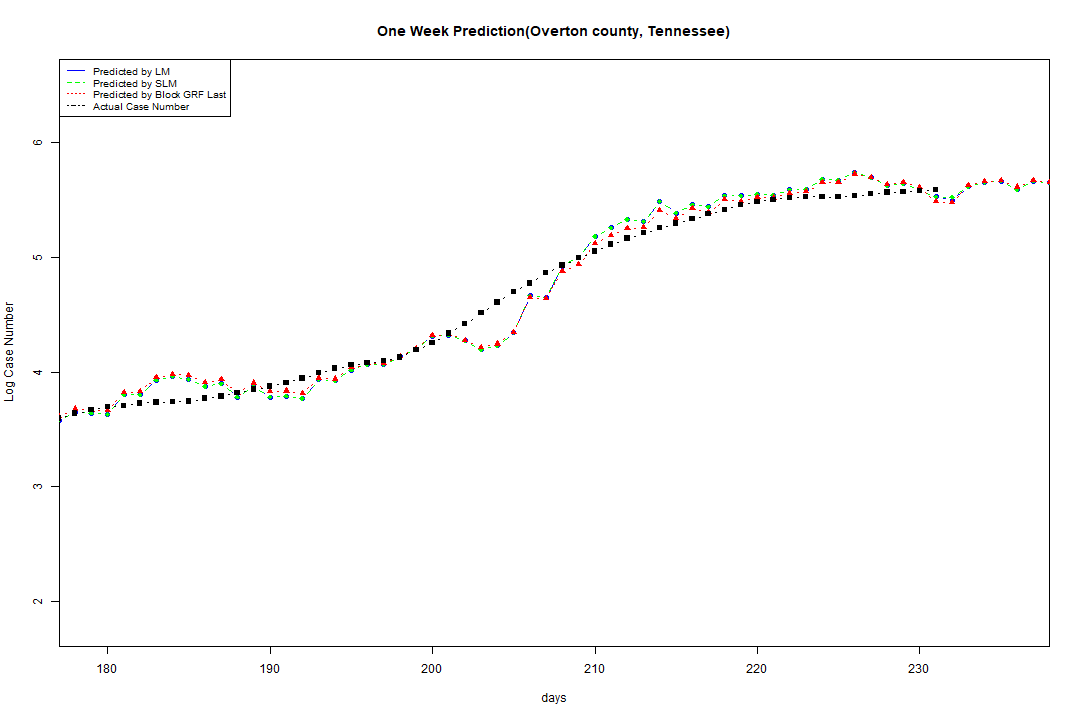 One Week Prediction(Overton county, Tennessee)
Predicted by LM
Predicted by SLM
Predicted by Block GRF Last
Actual Case Number
6
5
4
3
2
Log Case Number
180 190 200 210 220 230
days